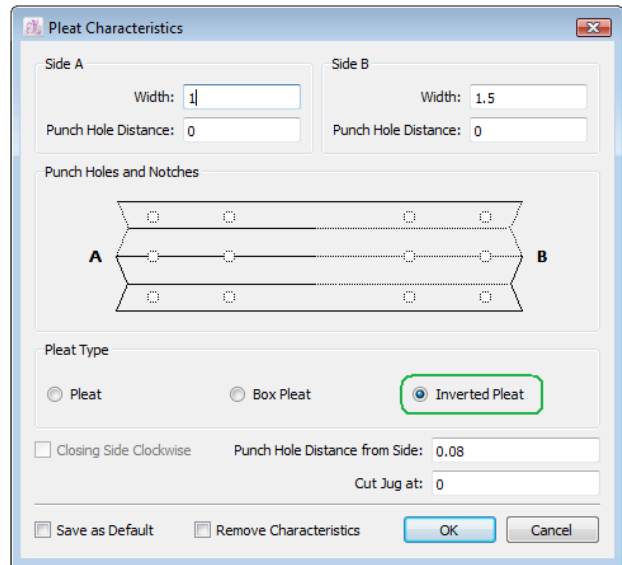 Pleat Characteristics
Side A
Side B
Width: 1
Width: 1.5
Punch Hole Distance: 0
Punch Hole Distance: 0
Punch Holes and Notches
A
B
Pleat Type
Pleat
Box Pleat
Inverted Pleat
Closing Side Clockwise
Punch Hole Distance from Side: 0.08
Cut Jug at: 0
Save as Default
Remove Characteristics
OK
Cancel